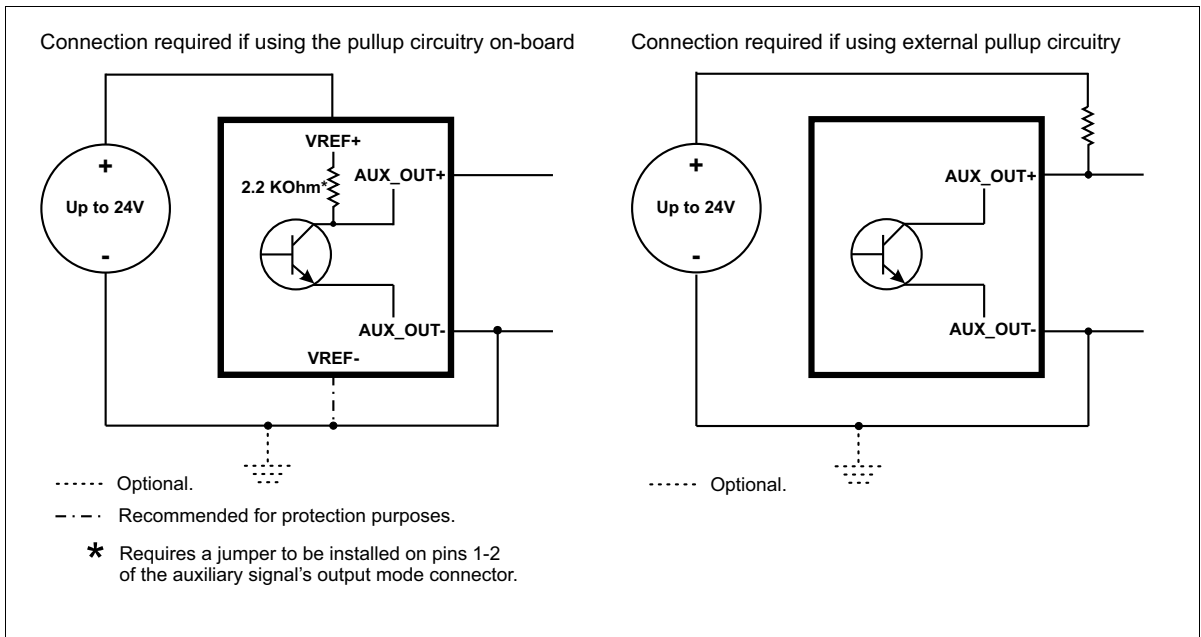 Connection required if using the pullup circuitry on-board
VREF+
2.2 KOhm*
AUX_OUT+
+
Up to 24V
-
AUX_OUT-
VREF-
Optional.
Recommended for protection purposes.
* Requires a jumper to be installed on pins 1-2
of the auxiliary signal's output mode connector.
Connection required if using external pullup circuitry
+
Up to 24V
-
AUX_OUT+
AUX_OUT-
Optional.